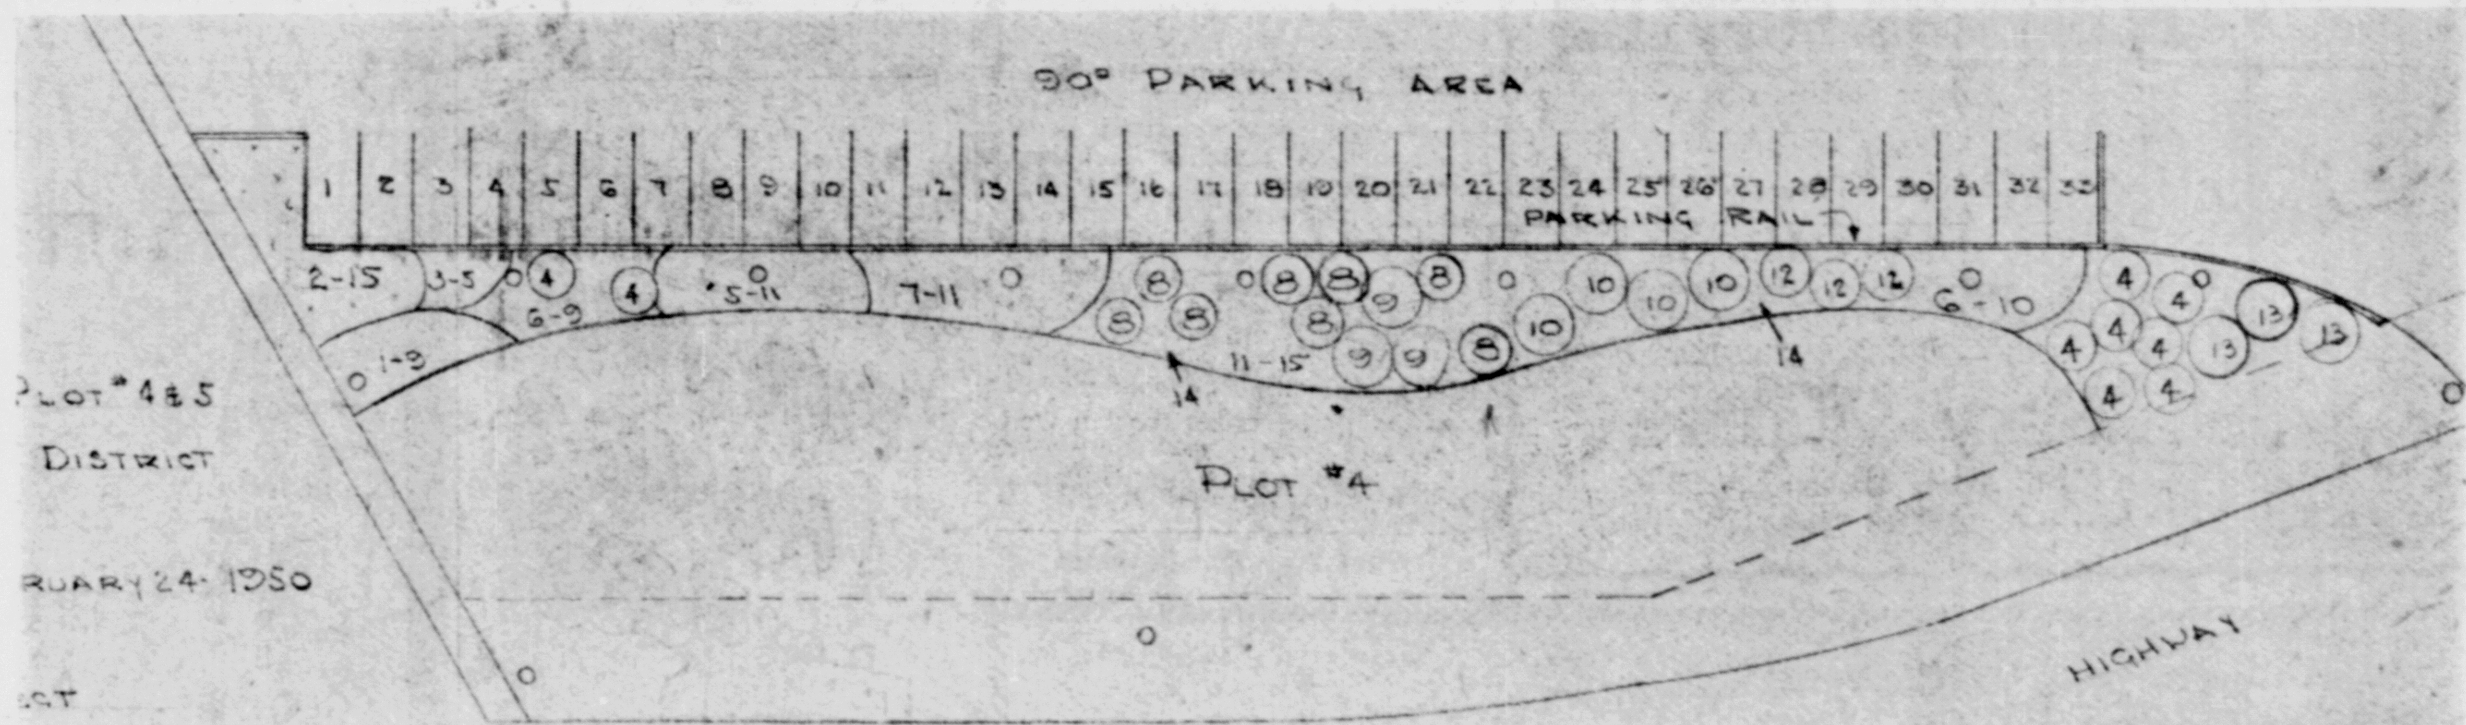 90° PARKING AREA
1 2 3 4 5 6 7 8 9 10 11 12 13 14 15 16 17 18 19 20 21 22 23 24 25 26 27 28 29 30 31 32 33
PARKING RAIL
2-15 3-5 4 4 5-11 7-11 8 8 8 8 10 10 12 12 12 6-10 4 4 13
6-9 8 8 8 9 10 10 4 4 4 13 13
1-9 11-15 9 9 8 14 4 4
14
PLOT #4 & 5
DISTRICT
PLOT #4
RUARY 24. 1950
HIGHWAY